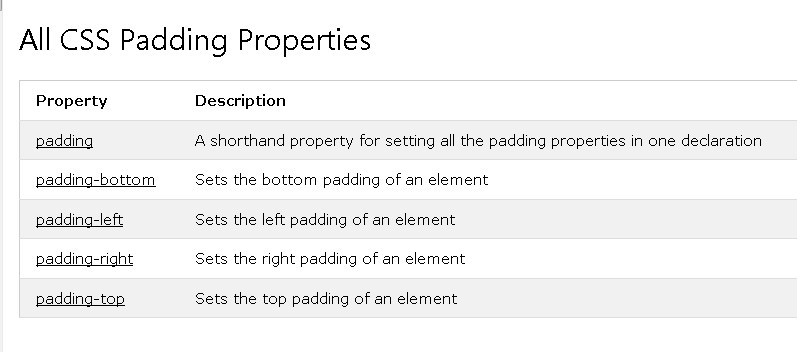 All CSS Padding Properties
Property Description
padding A shorthand property for setting all the padding properties in one declaration
padding-bottom Sets the bottom padding of an element
padding-left Sets the left padding of an element
padding-right Sets the right padding of an element
padding-top Sets the top padding of an element